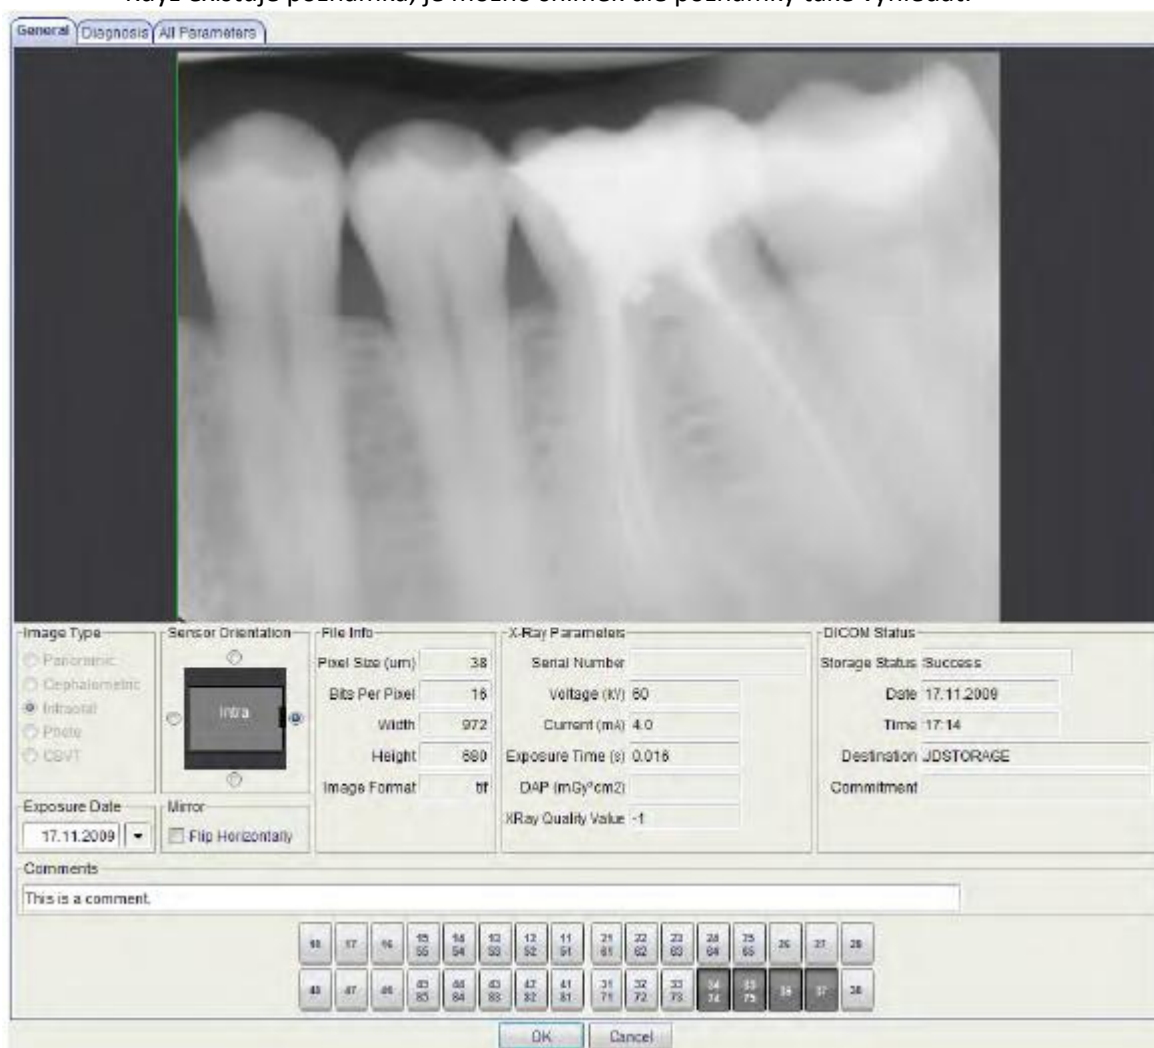 General Diagnosis All Parameters
Image Type
Panoramic
Cephalometric
Intraoral
Photo
CBVT
Exposure Date
17.11.2009
Sensor Orientation
Intra
Mirror
Flip Horizontally
File Info
Pixel Size (um) 38
Bits Per Pixel 16
Width 972
Height 680
Image Format tif
X-Ray Parameters
Serial Number
Voltage (kV) 60
Current (mA) 4.0
Exposure Time (s) 0.016
DAP (mGy*cm2)
XRay Quality Value -1
DICOM Status
Storage Status Success
Date 17.11.2009
Time 17:14
Destination JDSTORAGE
Commitment
Comments
This is a comment.
18 17 16 15 14 13 12 11 21 22 23 24 25 26 27 28
55 54 53 52 51 61 62 63 64 65
48 47 46 45 44 43 42 41 31 32 33 34 35 36 37 38
85 84 83 82 81 71 72 73 74 75
OK Cancel